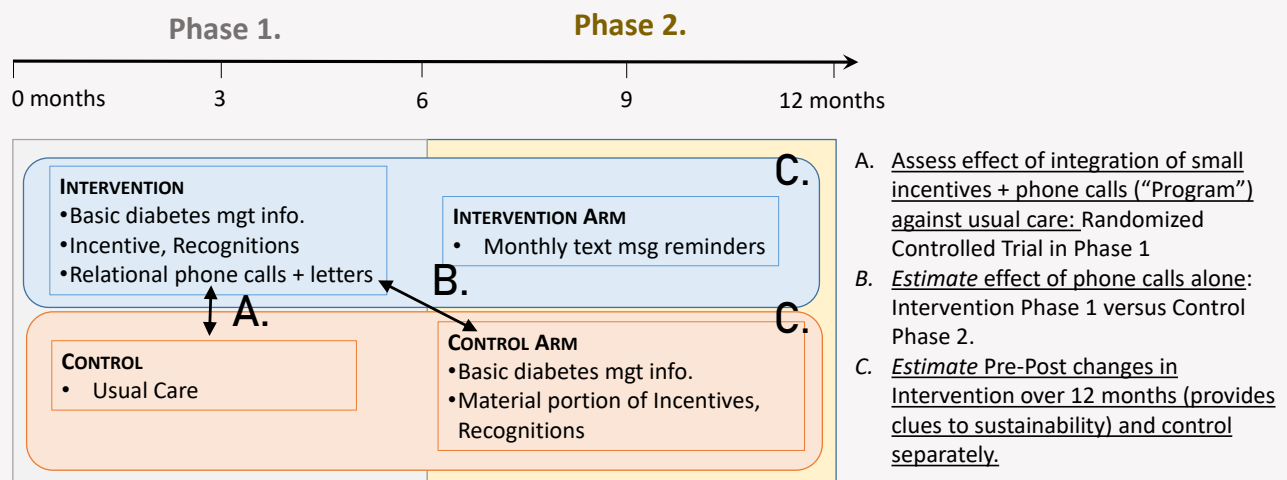 Phase 1.
Phase 2.
0 months
3
6
9
12 months
INTERVENTION
•Basic diabetes mgt info.
•Incentive, Recognitions
•Relational phone calls + letters
C.
INTERVENTION ARM
• Monthly text msg reminders
B.
A.
CONTROL
• Usual Care
C.
CONTROL ARM
•Basic diabetes mgt info.
•Material portion of Incentives,
Recognitions
A. Assess effect of integration of small
incentives + phone calls (“Program”)
against usual care: Randomized
Controlled Trial in Phase 1
B. Estimate effect of phone calls alone:
Intervention Phase 1 versus Control
Phase 2.
C. Estimate Pre-Post changes in
Intervention over 12 months (provides
clues to sustainability) and control
separately.